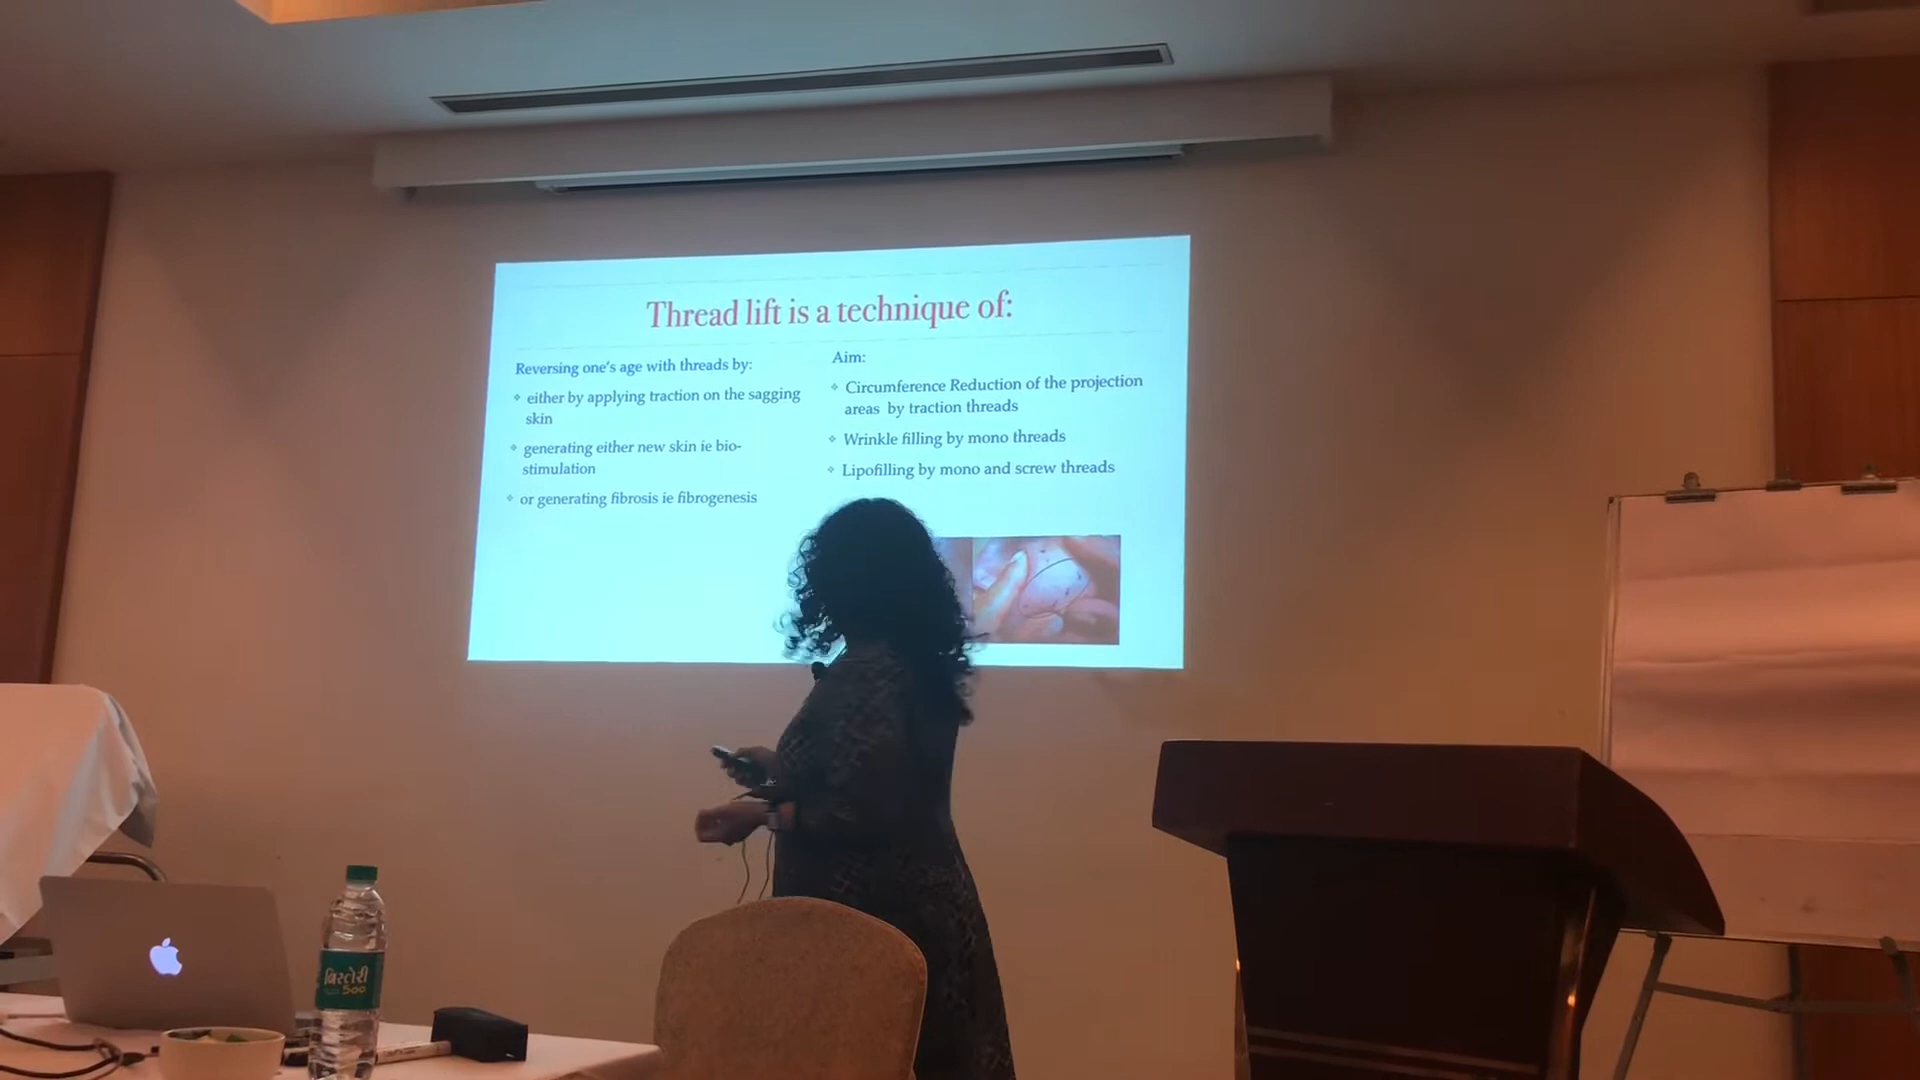 Thread lift is a technique of:
Reversing one's age with threads by:
either by applying traction on the sagging
skin
generating either new skin ie bio-
stimulation
or generating fibrosis ie fibrogenesis
Aim:
Circumference Reduction of the projection
areas by traction threads
Wrinkle filling by mono threads
Lipofilling by mono and screw threads
બિસ્લેરી
500